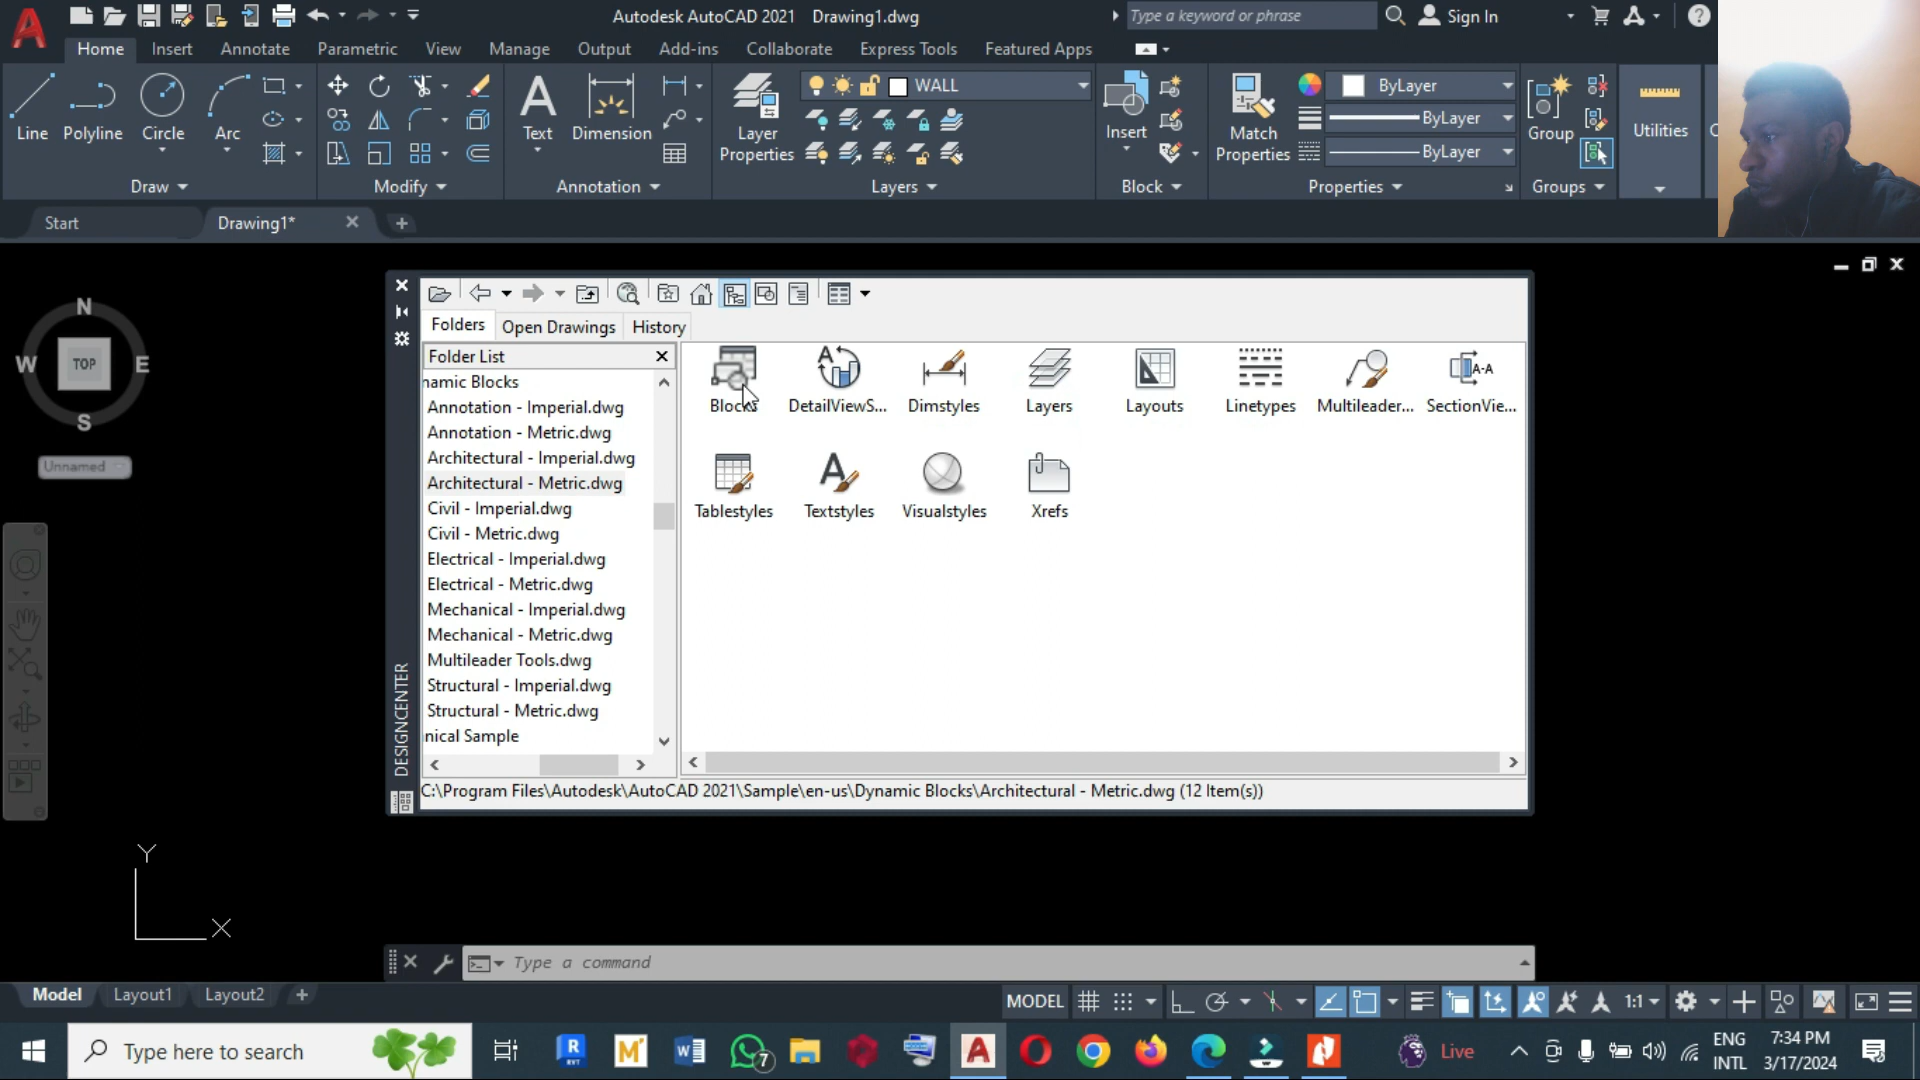 Autodesk AutoCAD 2021 Drawing1.dwg
Type a keyword or phrase
Sign In
Home Insert Annotate Parametric View Manage Output Add-ins Collaborate Express Tools Featured Apps
Line Polyline Circle Arc
Text Dimension
Layer Properties
WALL
Insert
Match Properties
ByLayer
ByLayer
ByLayer
Group
Utilities
Draw Modify Annotation Layers Block Properties Groups
Start Drawing1*
N
W TOP E
S
Unnamed
Folders Open Drawings History
Folder List
namic Blocks
Annotation - Imperial.dwg
Annotation - Metric.dwg
Architectural - Imperial.dwg
Architectural - Metric.dwg
Civil - Imperial.dwg
Civil - Metric.dwg
Electrical - Imperial.dwg
Electrical - Metric.dwg
Mechanical - Imperial.dwg
Mechanical - Metric.dwg
Multileader Tools.dwg
Structural - Imperial.dwg
Structural - Metric.dwg
nical Sample
A-A
Blocks DetailViewS... Dimstyles Layers Layouts Linetypes Multileader... SectionVie...
Tablestyles Textstyles Visualstyles Xrefs
DESIGNCENTER
C:\Program Files\Autodesk\AutoCAD 2021\Sample\en-us\Dynamic Blocks\Architectural - Metric.dwg (12 Item(s))
Y
X
Type a command
Model Layout1 Layout2
MODEL 1:1
Type here to search
7
Live
ENG
INTL
7:34 PM
3/17/2024